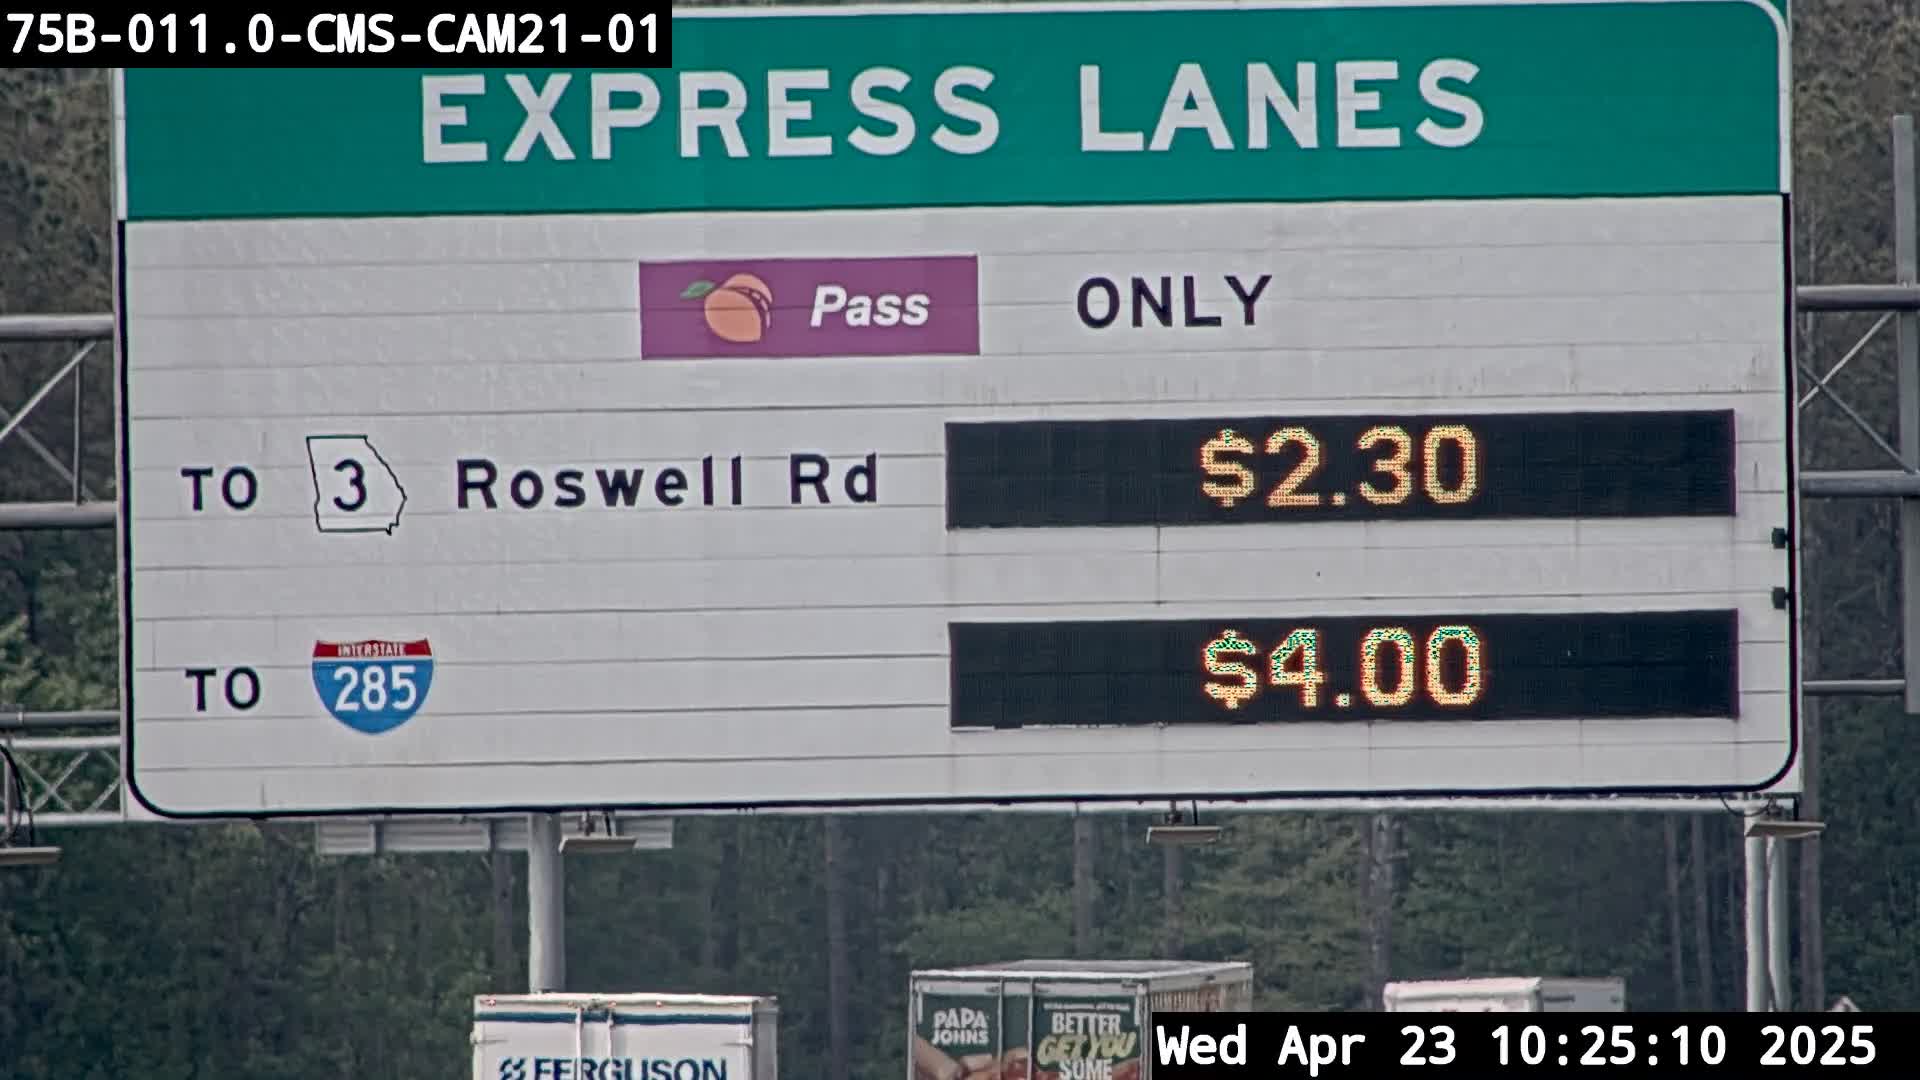 75B-011.0-CMS-CAM21-01
EXPRESS LANES
Pass ONLY
TO 3 Roswell Rd $2.30
TO INTERSTATE 285 $4.00
PAPA JOHNS
BETTER
GET YOU
SOME
FERGUSON
Wed Apr 23 10:25:10 2025